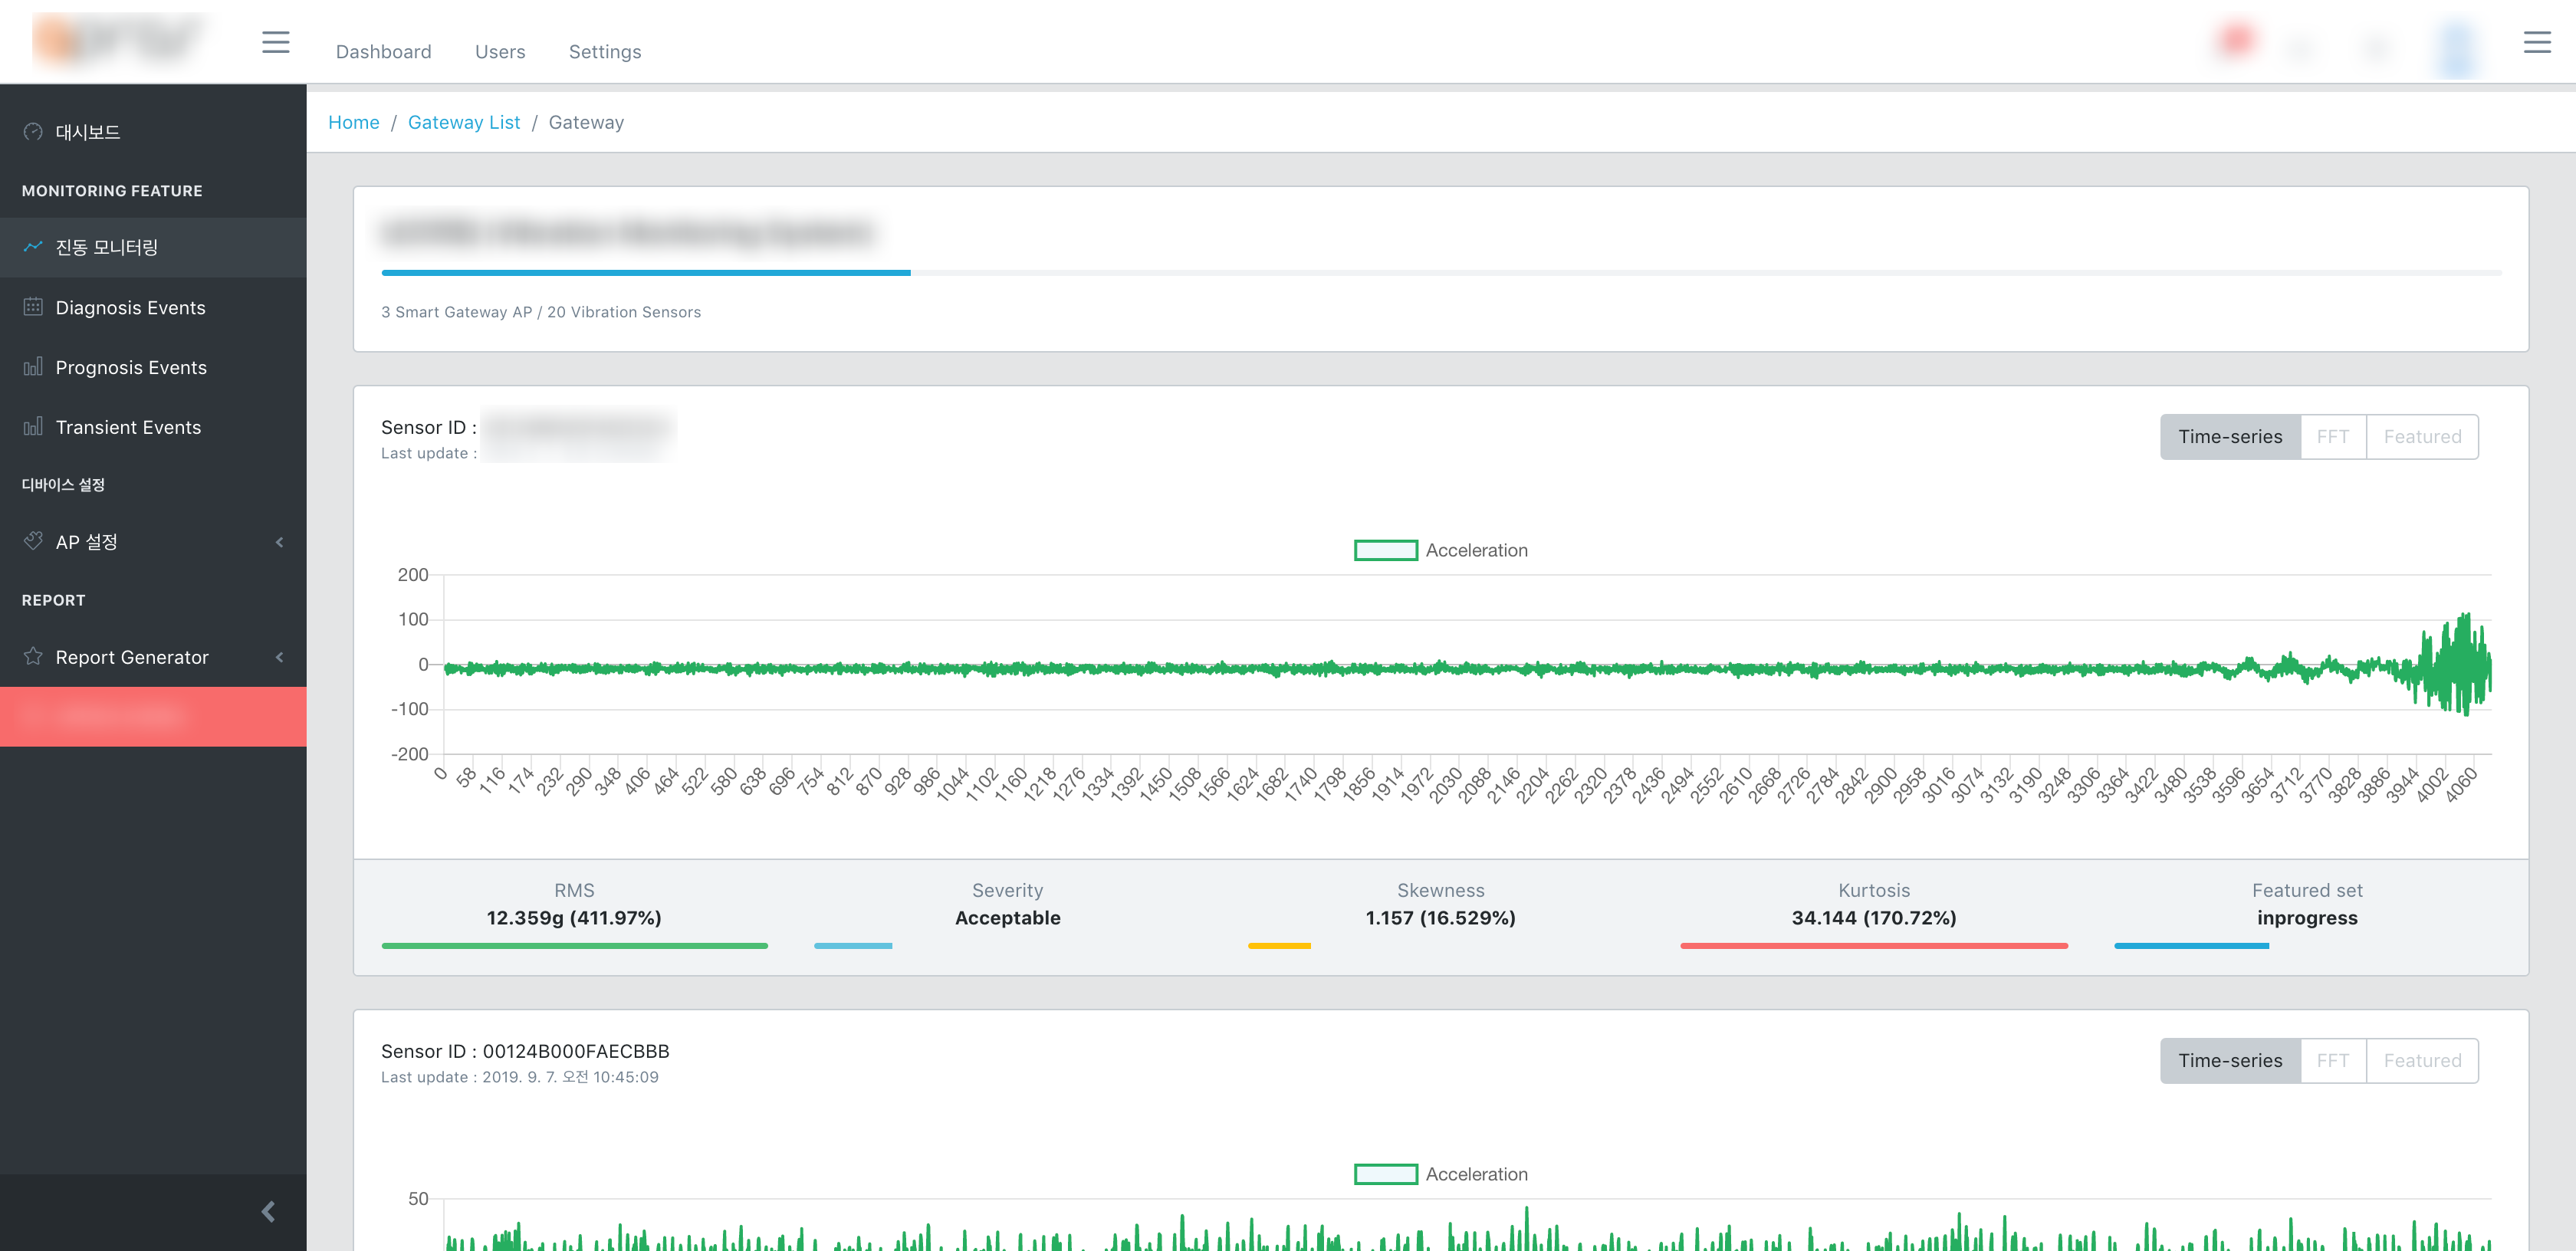 Dashboard Users Settings
대시보드
MONITORING FEATURE
진동 모니터링
Diagnosis Events
Prognosis Events
Transient Events
디바이스 설정
AP 설정
REPORT
Report Generator
Home / Gateway List / Gateway
3 Smart Gateway AP / 20 Vibration Sensors
Sensor ID :
Last update :
Time-series FFT Featured
Acceleration
200
100
0
-100
-200
0 58 116 174 232 290 348 406 464 522 580 638 696 754 812 870 928 986 1044 1102 1160 1218 1276 1334 1392 1450 1508 1566 1624 1682 1740 1798 1856 1914 1972 2030 2088 2146 2204 2262 2320 2378 2436 2494 2552 2610 2668 2726 2784 2842 2900 2958 3016 3074 3132 3190 3248 3306 3364 3422 3480 3538 3596 3654 3712 3770 3828 3886 3944 4002 4060
RMS Severity Skewness Kurtosis Featured set
12.359g (411.97%) Acceptable 1.157 (16.529%) 34.144 (170.72%) inprogress
Sensor ID : 00124B000FAECBBB
Last update : 2019. 9. 7. 오전 10:45:09
Time-series FFT Featured
Acceleration
50